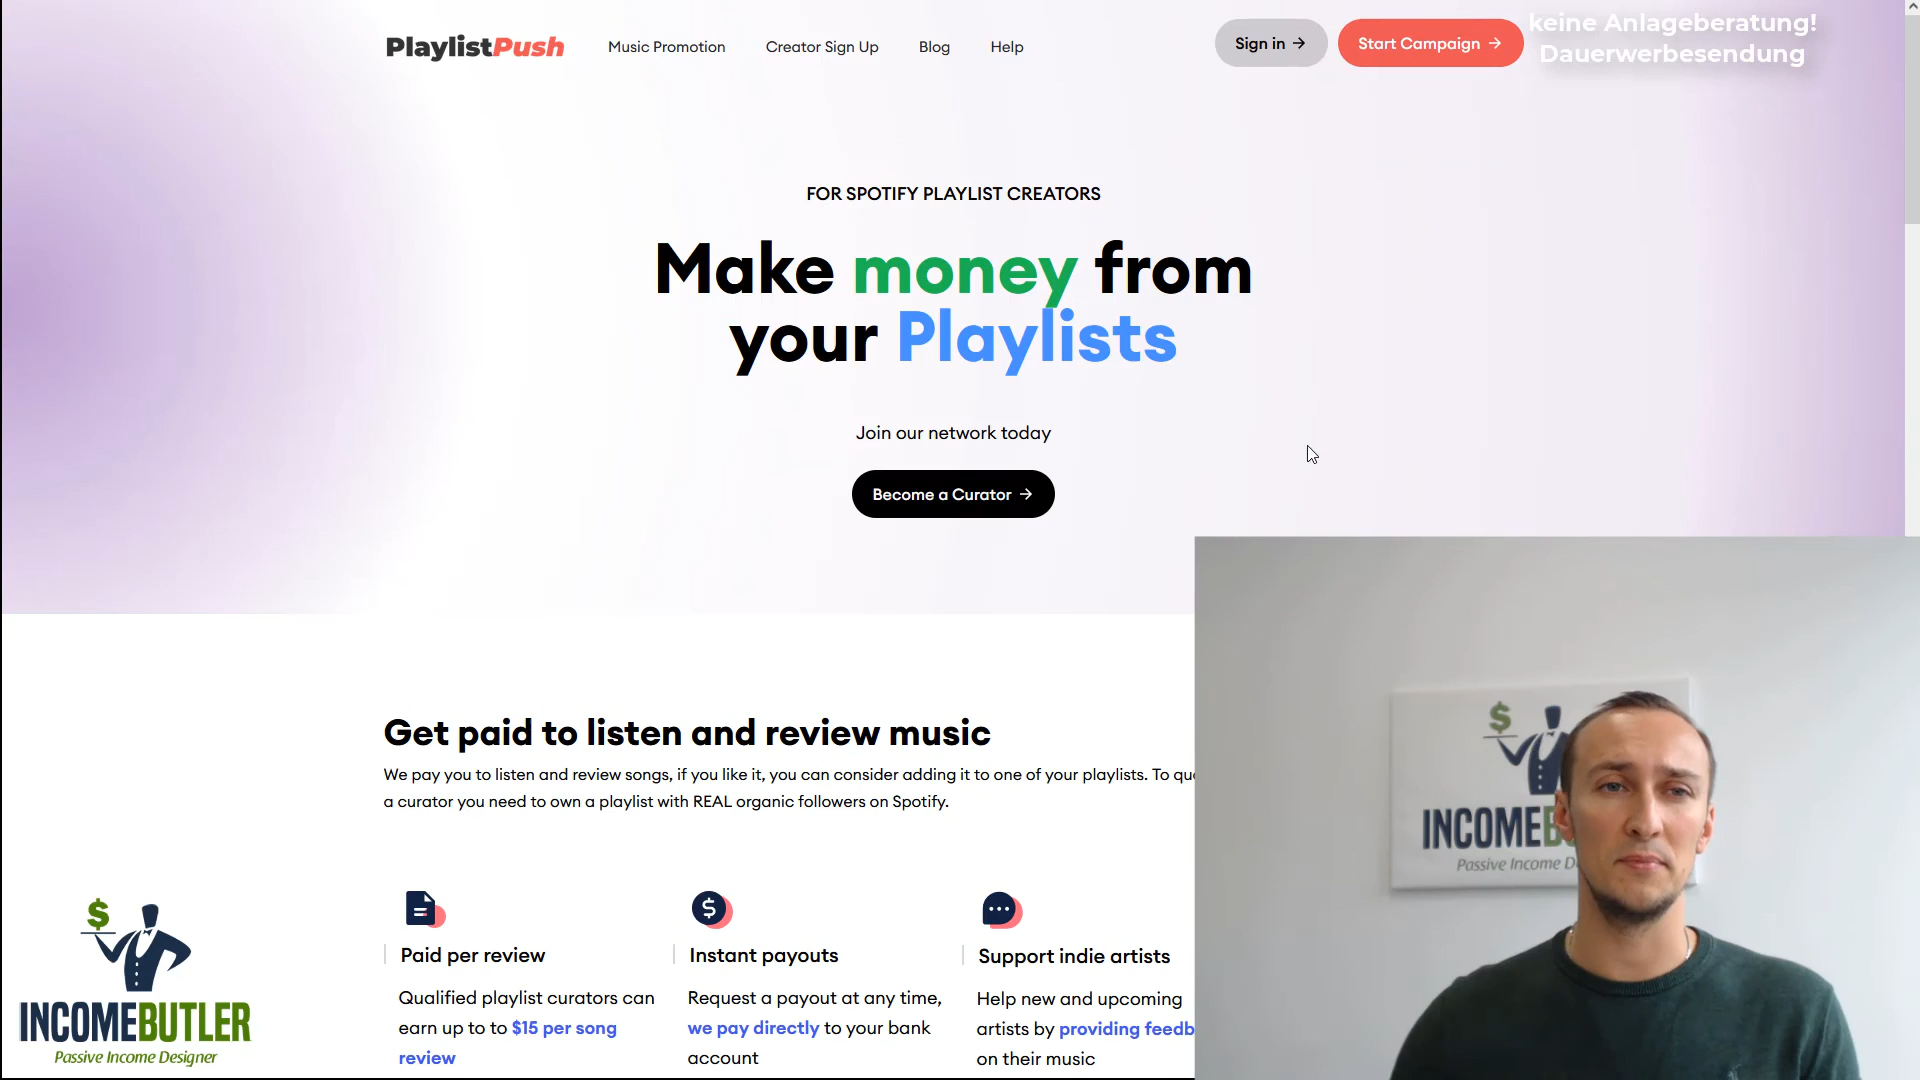 PlaylistPush
Music Promotion
Creator Sign Up
Blog
Help
Sign in →
Start Campaign →
keine Anlageberatung!
Dauerwerbesendung
FOR SPOTIFY PLAYLIST CREATORS
Make money from
your Playlists
Join our network today
Become a Curator →
Get paid to listen and review music
We pay you to listen and review songs, if you like it, you can consider adding it to one of your playlists. To qu
a curator you need to own a playlist with REAL organic followers on Spotify.
Paid per review
Qualified playlist curators can
earn up to to $15 per song
review
Instant payouts
Request a payout at any time,
we pay directly to your bank
account
Support indie artists
Help new and upcoming
artists by providing feedb
on their music
$
INCOMEBUTLER
Passive Income Designer
$
INCOMEB
Passive Income D